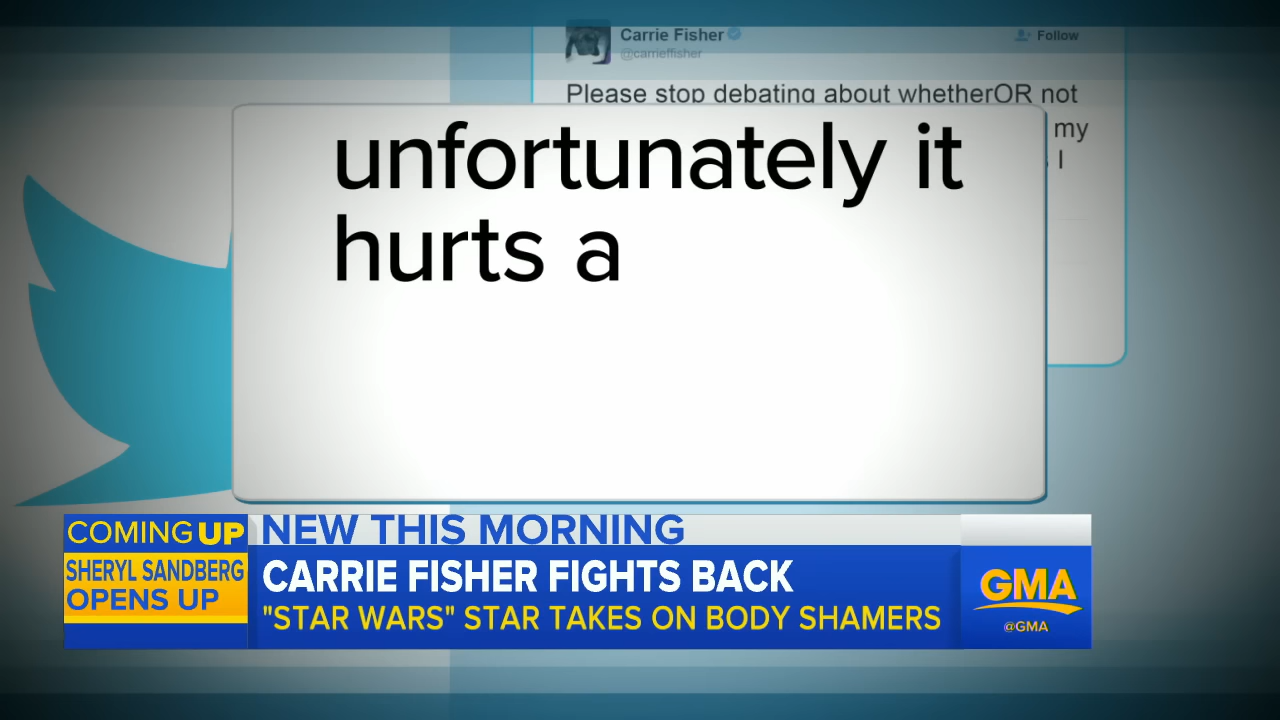 Carrie Fisher
@carrieffisher
Follow
Please stop debating about whetherOR not
my
I
unfortunately it
hurts a
COMING UP
SHERYL SANDBERG
OPENS UP
NEW THIS MORNING
CARRIE FISHER FIGHTS BACK
"STAR WARS" STAR TAKES ON BODY SHAMERS
GMA
@GMA